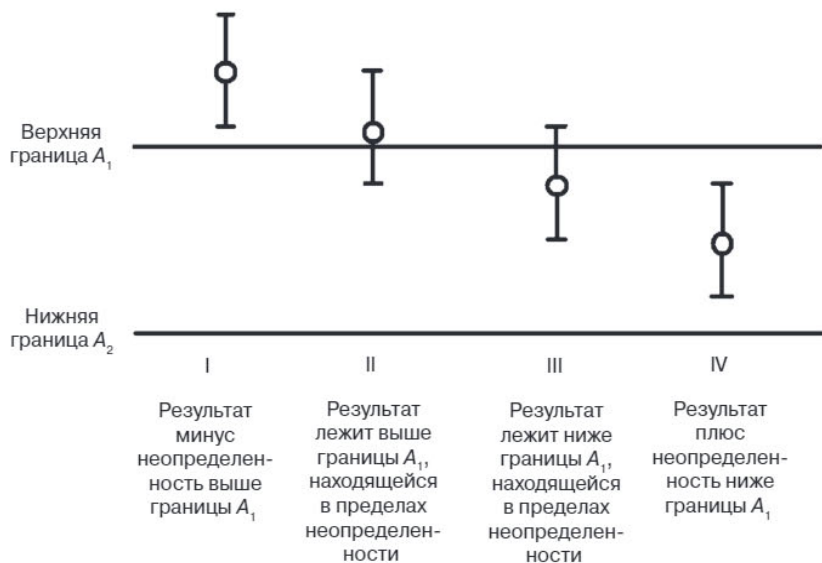 Верхняя
граница A₁
Нижняя
граница A₂
I
II
III
IV
Результат
минус
неопределен-
ность выше
границы A₁
Результат
лежит выше
границы A₁,
находящейся
в пределах
неопределен-
ности
Результат
лежит ниже
границы A₁,
находящейся
в пределах
неопределен-
ности
Результат
плюс
неопределен-
ность ниже
границы A₁